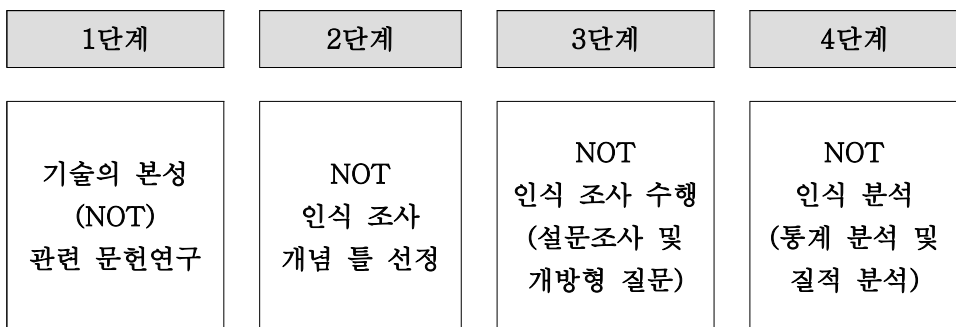 1단계
2단계
3단계
4단계
기술의 본성
(NOT)
관련 문헌연구
NOT
인식 조사
개념 틀 선정
NOT
인식 조사 수행
(설문조사 및
개방형 질문)
NOT
인식 분석
(통계 분석 및
질적 분석)